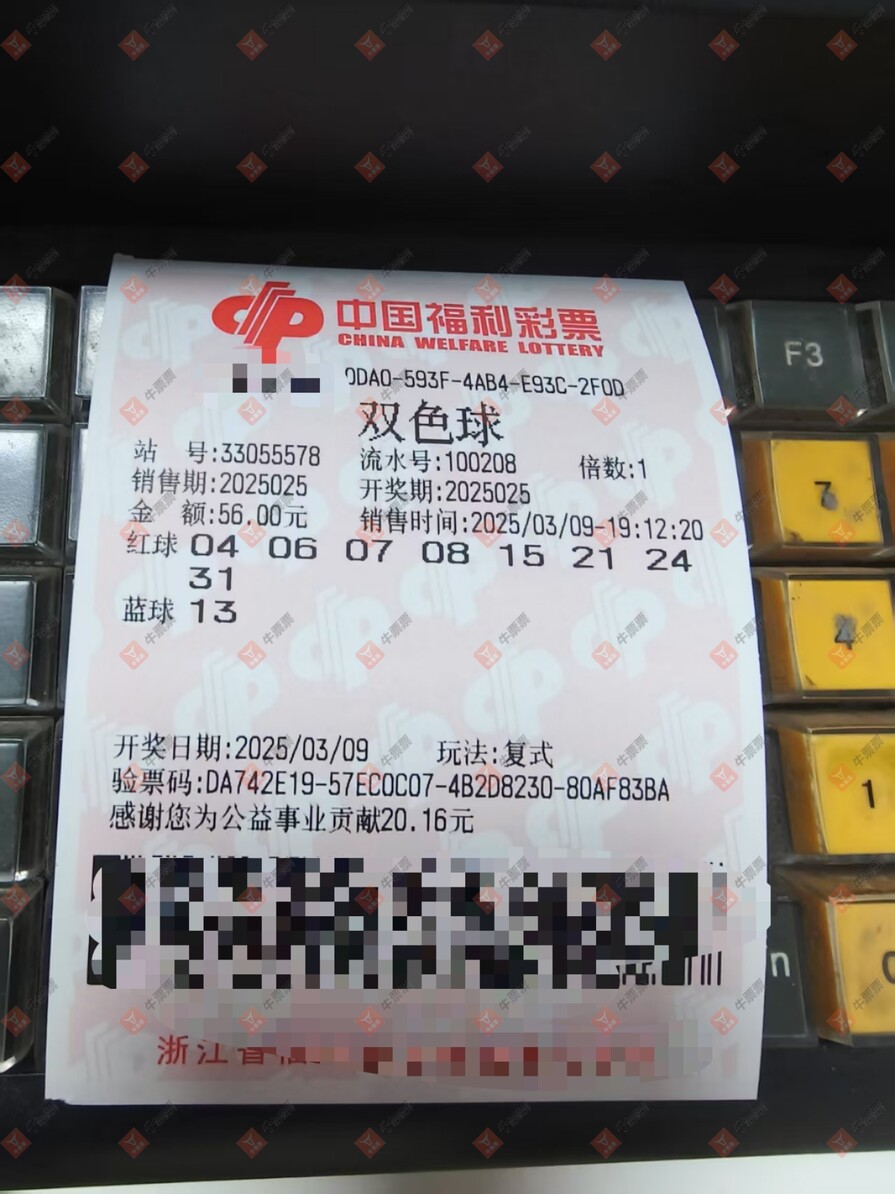 中国福利彩票
CHINA WELFARE LOTTERY
0DA0-593F-4AB4-E93C-2F0D
双色球
站 号:33055578 流水号:100208 倍数:1
销售期:2025025 开奖期:2025025
金 额:56.00元 销售时间:2025/03/09-19:12:20
红球 04 06 07 08 15 21 24
31
蓝球 13
开奖日期:2025/03/09 玩法:复式
验票码:DA742E19-57EC0C07-4B2D8230-80AF83BA
感谢您为公益事业贡献20.16元
浙江省福
F3
7
4
1
n
0
牛票票